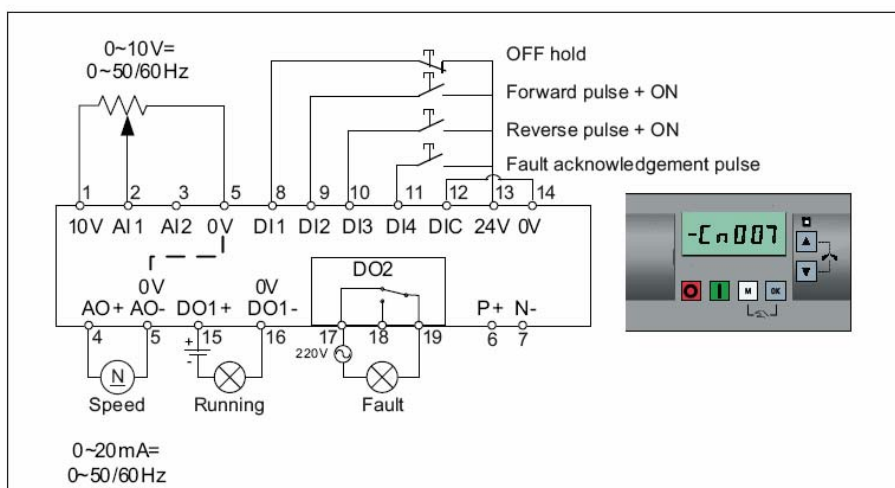 0~10V=
0~50/60Hz
OFF hold
Forward pulse + ON
Reverse pulse + ON
Fault acknowledgement pulse
1 2 3 5 8 9 10 11 12 13 14
10V AI1 AI2 0V DI1 DI2 DI3 DI4 DIC 24V 0V
-Cn007
M OK
DO2
0V 0V
AO+ AO- DO1+ DO1- P+ N-
4 5 15 16 17 18 19 6 7
+
-
220V
N
Speed Running Fault
0~20mA=
0~50/60Hz